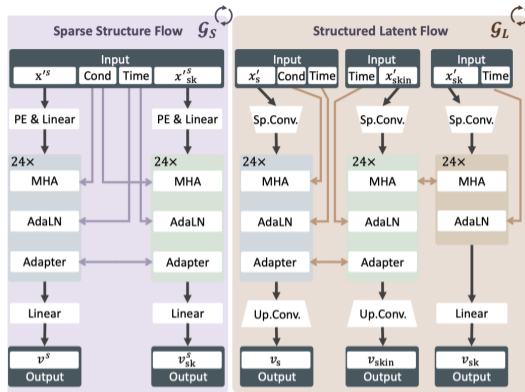 Sparse Structure Flow 𝒢_S
Structured Latent Flow 𝒢_L
Input
x'^s Cond Time x'^s_sk
Input
x'_s Cond Time
Input
Time x'_skin
Input
x'_sk Time
PE & Linear
PE & Linear
Sp.Conv.
Sp.Conv.
Sp.Conv.
24×
24×
24×
24×
24×
MHA
MHA
MHA
MHA
MHA
AdaLN
AdaLN
AdaLN
AdaLN
AdaLN
Adapter
Adapter
Adapter
Adapter
Linear
Linear
Up.Conv.
Up.Conv.
Linear
v^s
v^s_sk
v_s
v_skin
v_sk
Output
Output
Output
Output
Output